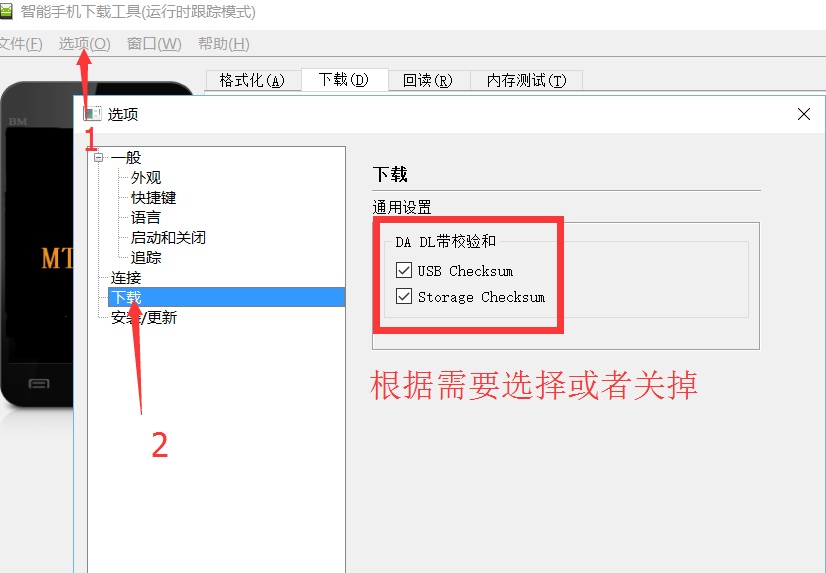 智能手机下载工具(运行时跟踪模式)
文件(F) 选项(O) 窗口(W) 帮助(H)
格式化(A) 下载(D) 回读(R) 内存测试(T)
BM
选项
1
一般
外观
快捷键
语言
启动和关闭
追踪
连接
下载
安装/更新
MT
下载
通用设置
DA DL带校验和
USB Checksum
Storage Checksum
根据需要选择或者关掉
2